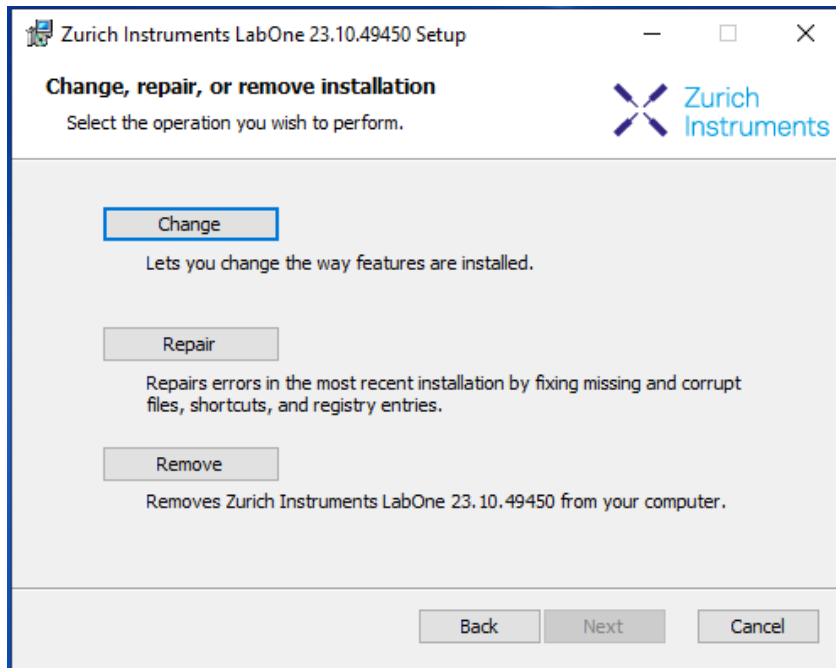 Zurich Instruments LabOne 23.10.49450 Setup
Change, repair, or remove installation
Select the operation you wish to perform.
Zurich
Instruments
Change
Lets you change the way features are installed.
Repair
Repairs errors in the most recent installation by fixing missing and corrupt
files, shortcuts, and registry entries.
Remove
Removes Zurich Instruments LabOne 23.10.49450 from your computer.
Back Next Cancel